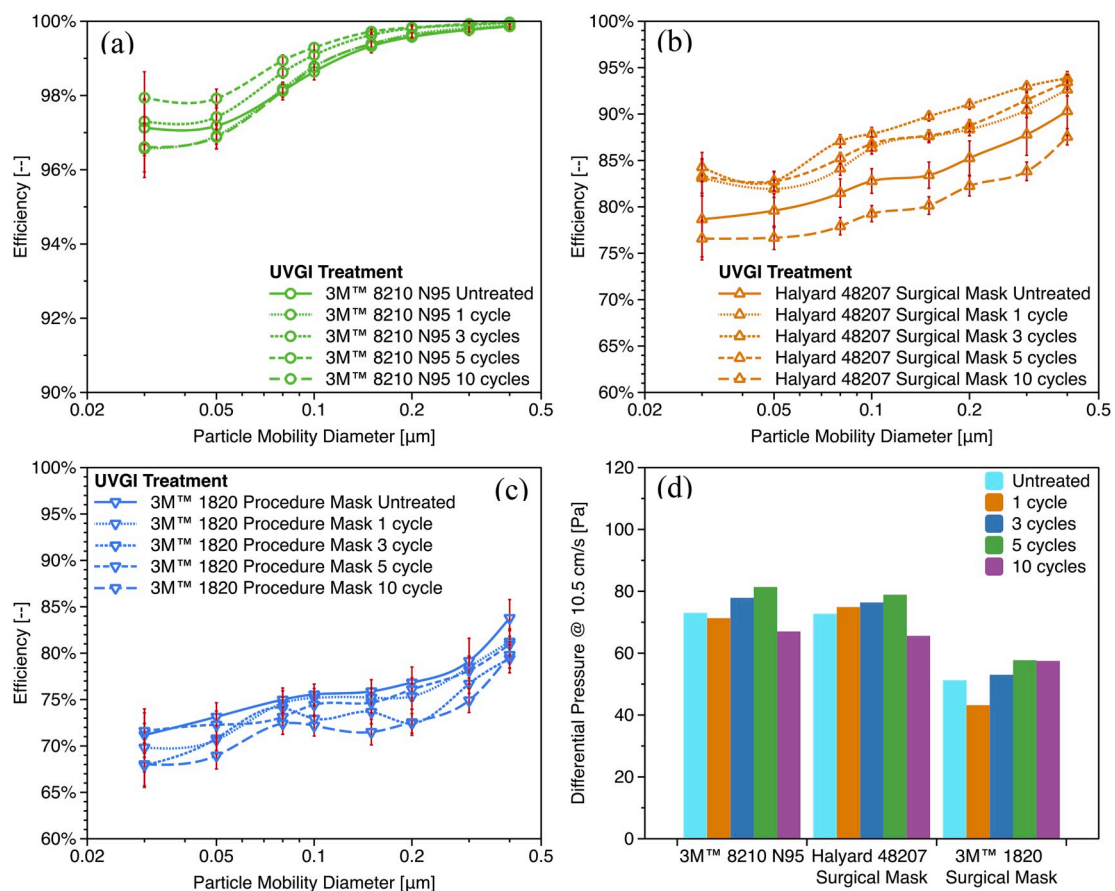 (a)
100%
98%
96%
94%
92%
90%
Efficiency [--]
UVGI Treatment
3M™ 8210 N95 Untreated
3M™ 8210 N95 1 cycle
3M™ 8210 N95 3 cycles
3M™ 8210 N95 5 cycles
3M™ 8210 N95 10 cycles
0.02
0.05
0.1
0.2
0.5
Particle Mobility Diameter [µm]
(b)
100%
95%
90%
85%
80%
75%
70%
65%
60%
Efficiency [--]
UVGI Treatment
Halyard 48207 Surgical Mask Untreated
Halyard 48207 Surgical Mask 1 cycle
Halyard 48207 Surgical Mask 3 cycles
Halyard 48207 Surgical Mask 5 cycles
Halyard 48207 Surgical Mask 10 cycles
0.02
0.05
0.1
0.2
0.5
Particle Mobility Diameter [µm]
(c)
100%
95%
90%
85%
80%
75%
70%
65%
60%
Efficiency [--]
UVGI Treatment
3M™ 1820 Procedure Mask Untreated
3M™ 1820 Procedure Mask 1 cycle
3M™ 1820 Procedure Mask 3 cycle
3M™ 1820 Procedure Mask 5 cycle
3M™ 1820 Procedure Mask 10 cycle
0.02
0.05
0.1
0.2
0.5
Particle Mobility Diameter [µm]
(d)
120
100
80
60
40
20
0
Differential Pressure @ 10.5 cm/s [Pa]
Untreated
1 cycle
3 cycles
5 cycles
10 cycles
3M™ 8210 N95
Halyard 48207
Surgical Mask
3M™ 1820
Surgical Mask